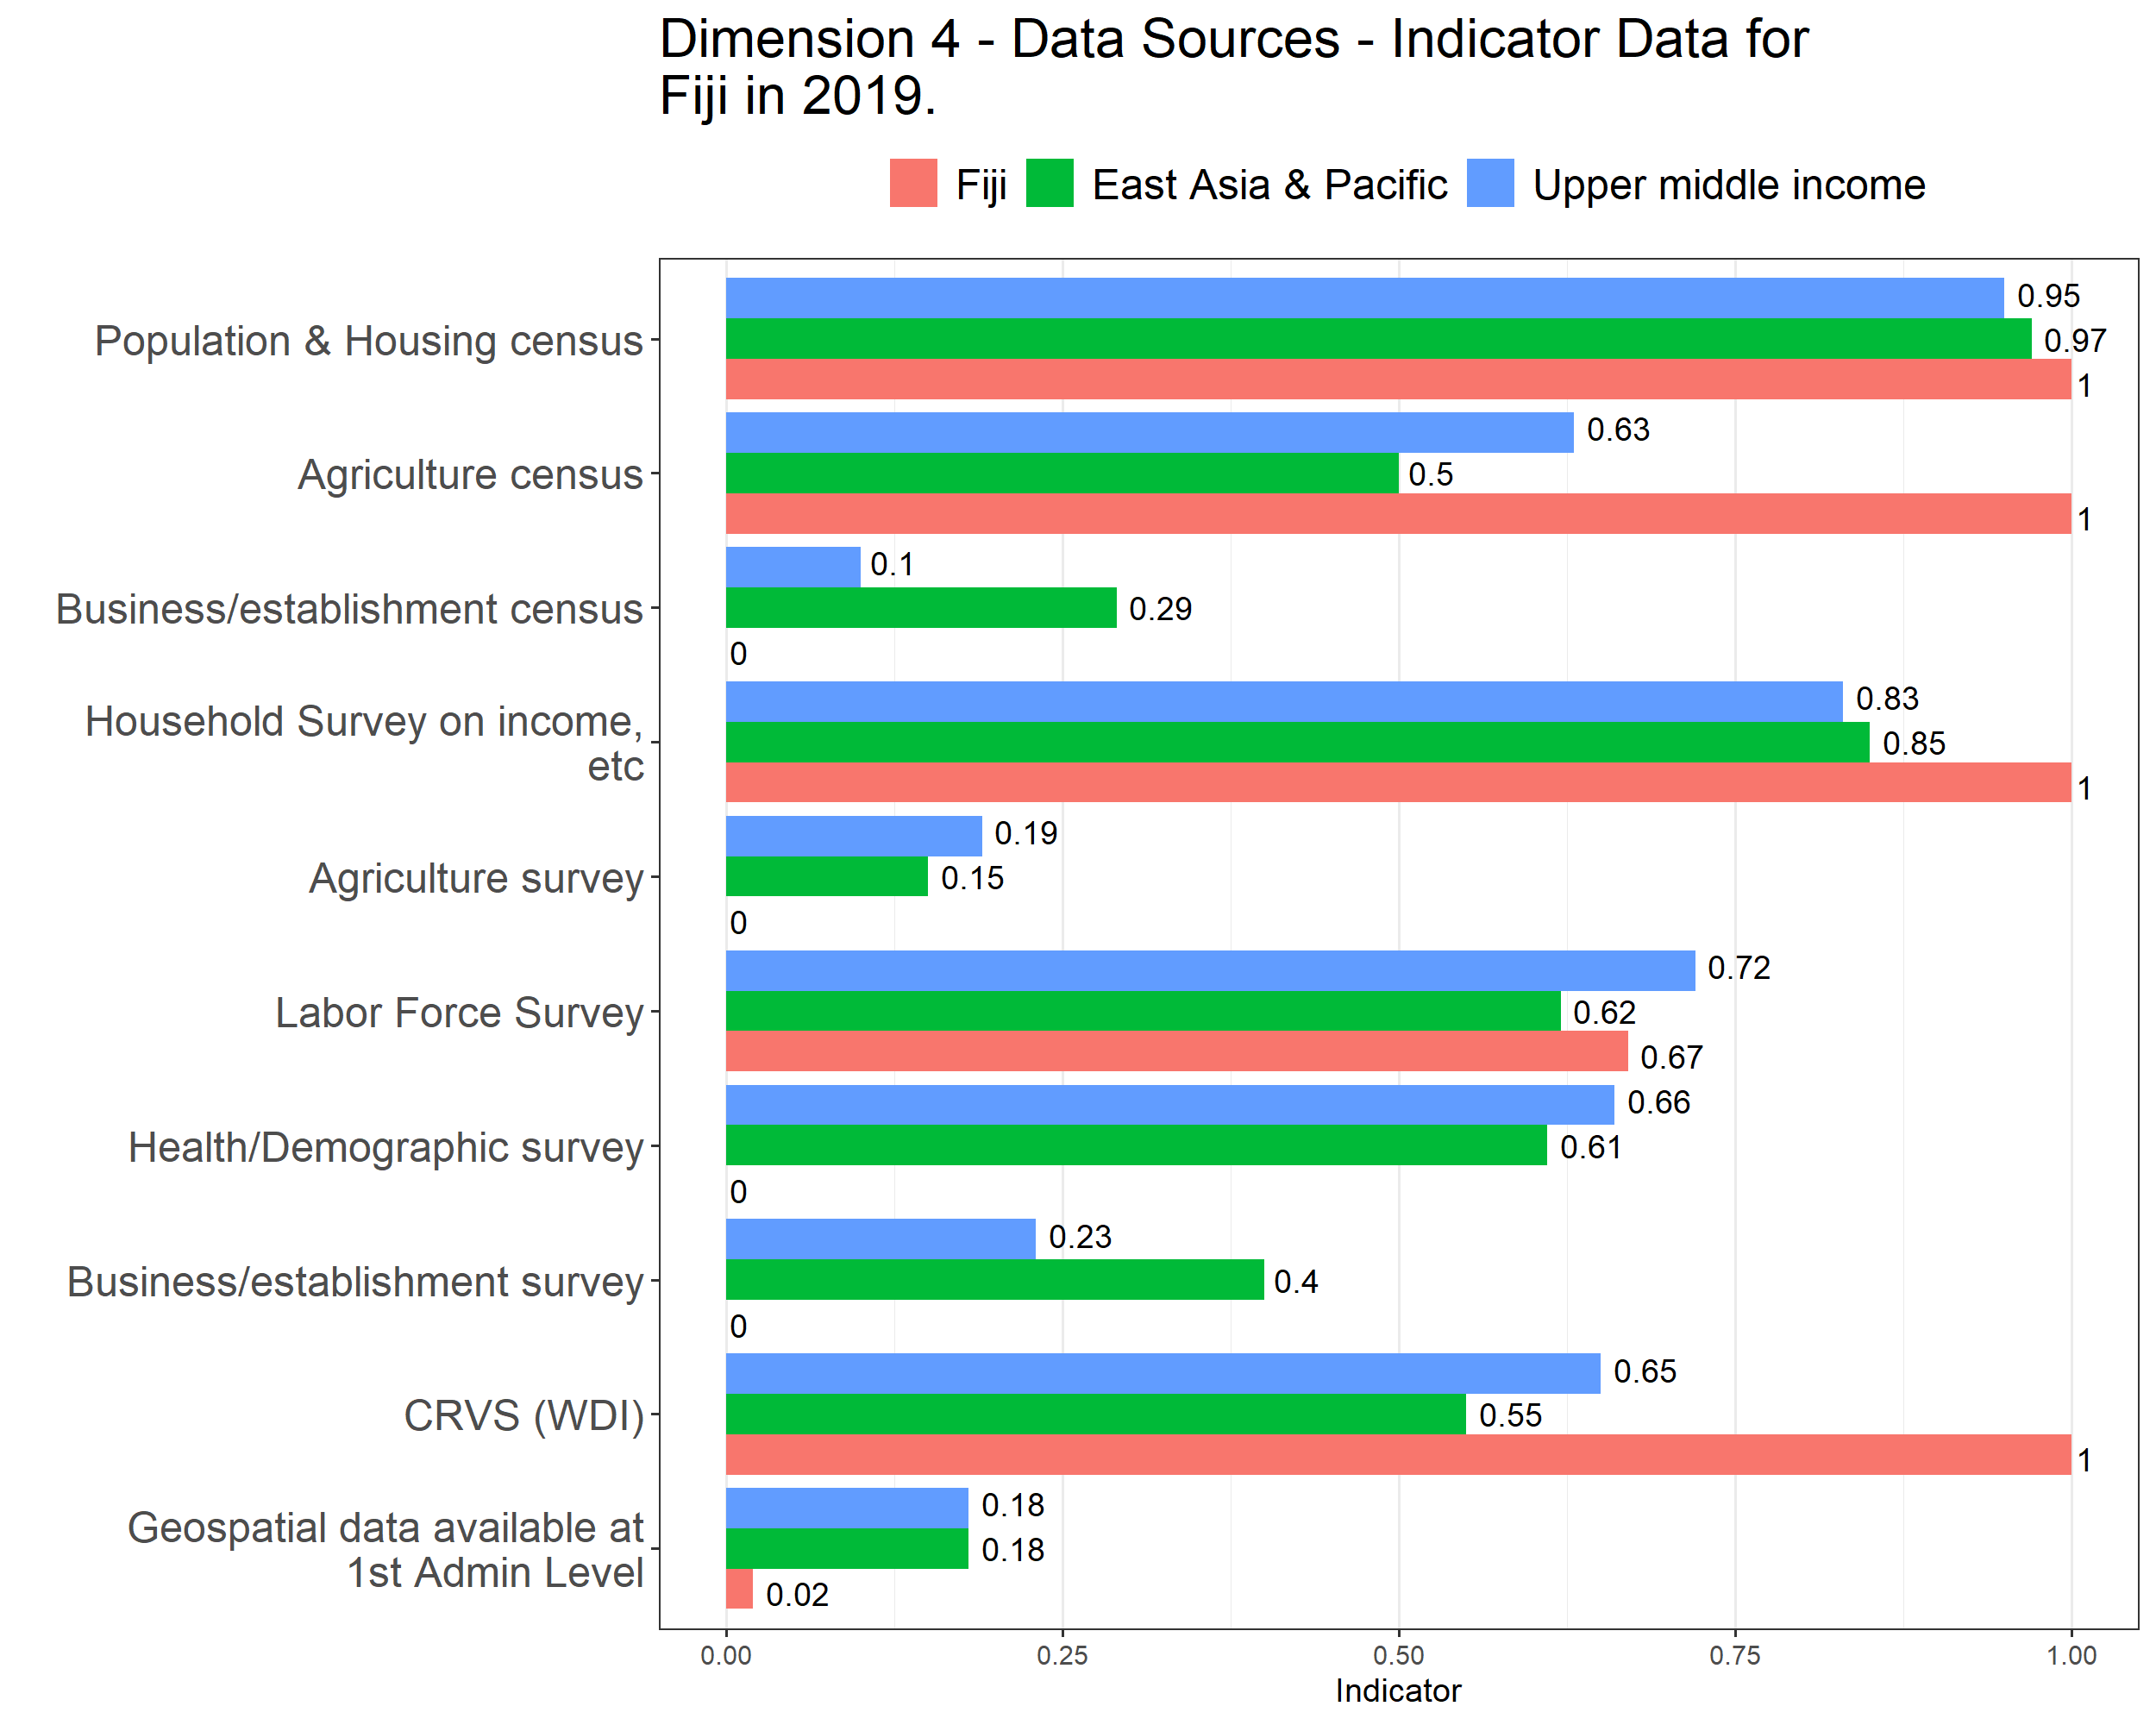 Dimension 4 - Data Sources - Indicator Data for
Fiji in 2019.
Fiji East Asia & Pacific Upper middle income
Population & Housing census
0.95
0.97
1
Agriculture census
0.63
0.5
1
Business/establishment census
0.1
0.29
0
Household Survey on income,
etc
0.83
0.85
1
Agriculture survey
0.19
0.15
0
Labor Force Survey
0.72
0.62
0.67
Health/Demographic survey
0.66
0.61
0
Business/establishment survey
0.23
0.4
0
CRVS (WDI)
0.65
0.55
1
Geospatial data available at
1st Admin Level
0.18
0.18
0.02
0.00 0.25 0.50 0.75 1.00
Indicator